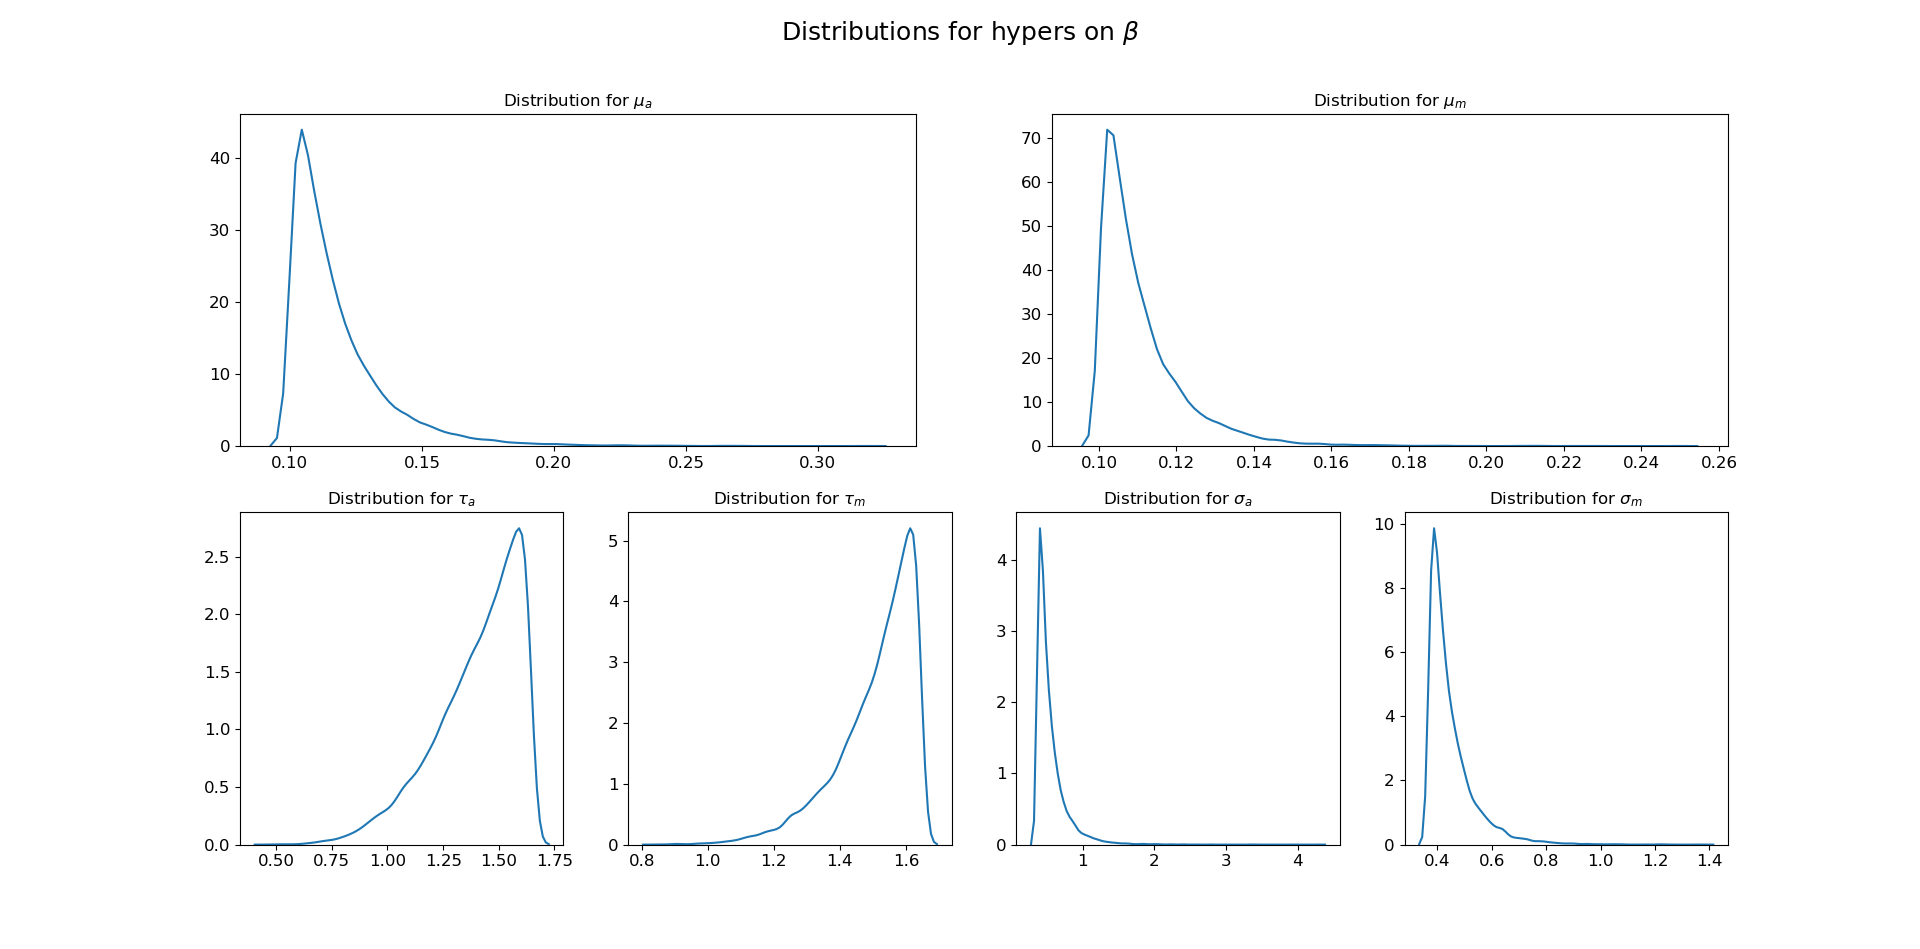 Distributions for hypers on β
Distribution for μₐ
40
30
20
10
0
0.10 0.15 0.20 0.25 0.30
Distribution for μₘ
70
60
50
40
30
20
10
0
0.10 0.12 0.14 0.16 0.18 0.20 0.22 0.24 0.26
Distribution for τₐ
2.5
2.0
1.5
1.0
0.5
0.0
0.50 0.75 1.00 1.25 1.50 1.75
Distribution for τₘ
5
4
3
2
1
0
0.8 1.0 1.2 1.4 1.6
Distribution for σₐ
4
3
2
1
0
1 2 3 4
Distribution for σₘ
10
8
6
4
2
0
0.4 0.6 0.8 1.0 1.2 1.4